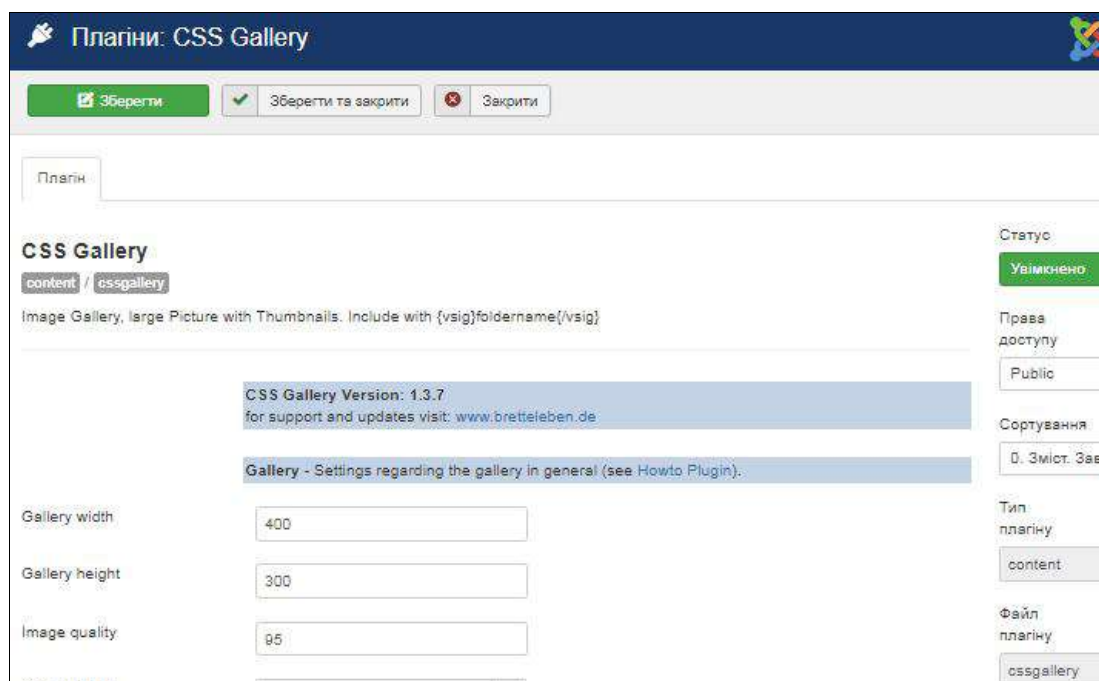 Плагіни: CSS Gallery
Зберегти
Зберегти та закрити
Закрити
Плагін
CSS Gallery
content / cssgallery
Image Gallery, large Picture with Thumbnails. Include with {vsig}foldername{/vsig}
CSS Gallery Version: 1.3.7
for support and updates visit: www.bretteleben.de
Gallery - Settings regarding the gallery in general (see Howto Plugin).
Gallery width
400
Gallery height
300
Image quality
95
Статус
Увімкнено
Права
доступу
Public
Сортування
0. Зміст. Зав
Тип
плагіну
content
Файл
плагіну
cssgallery